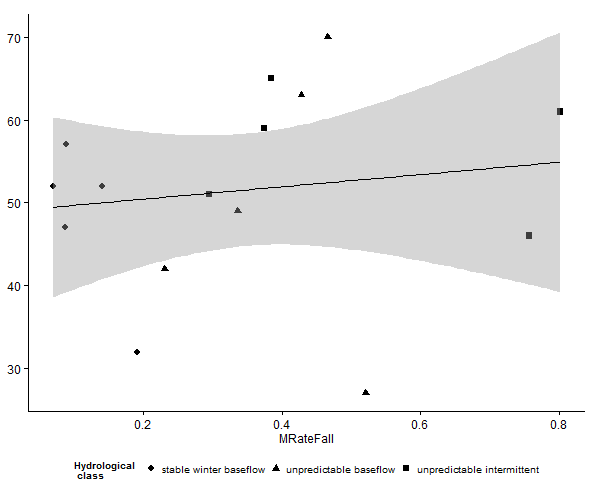 70
60
50
40
30
0.2 0.4 0.6 0.8
MRateFall
Hydrological
class
stable winter baseflow unpredictable baseflow unpredictable intermittent